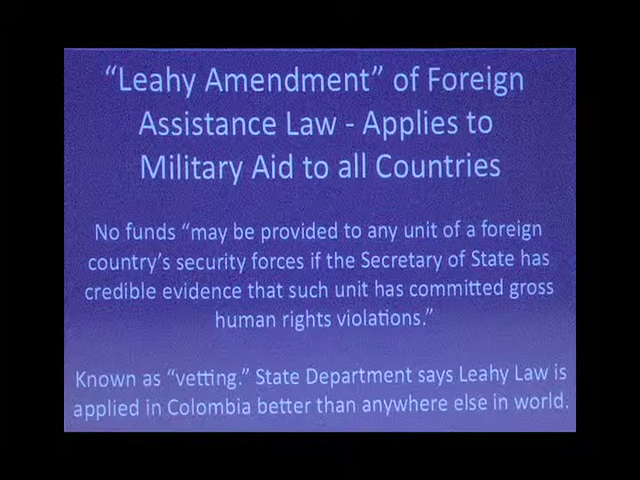 “Leahy Amendment” of Foreign
Assistance Law - Applies to
Military Aid to all Countries
No funds “may be provided to any unit of a foreign
country’s security forces if the Secretary of State has
credible evidence that such unit has committed gross
human rights violations.”
Known as “vetting.” State Department says Leahy Law is
applied in Colombia better than anywhere else in world.